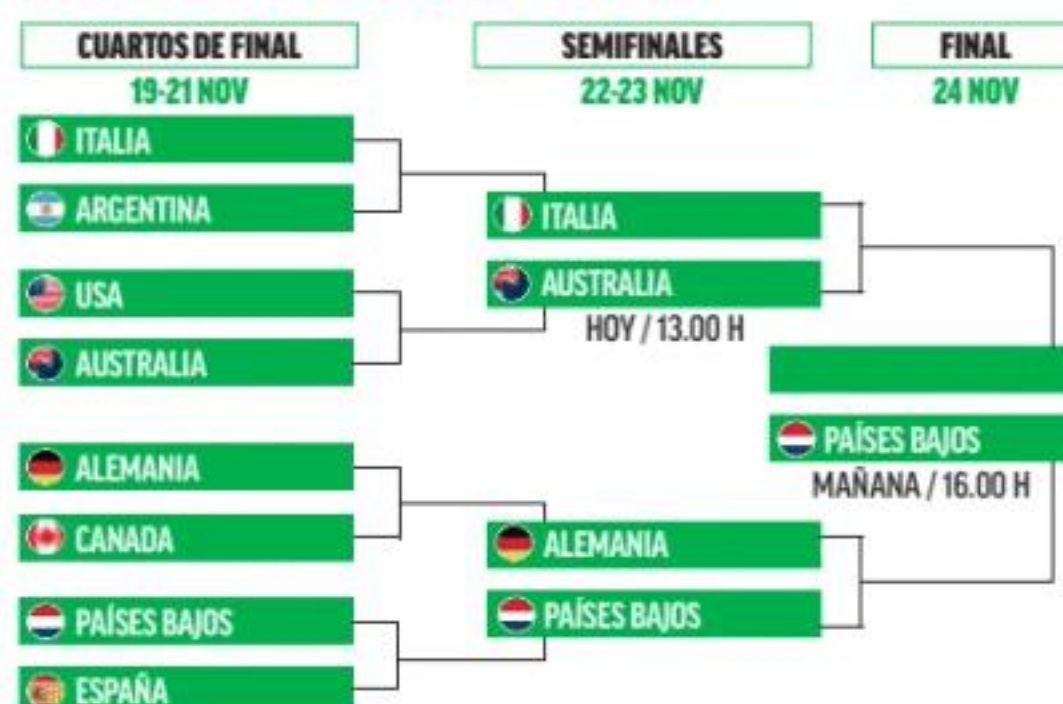 CUARTOS DE FINAL
19-21 NOV
ITALIA
ARGENTINA
USA
AUSTRALIA
ALEMANIA
CANADA
PAÍSES BAJOS
ESPAÑA
SEMIFINALES
22-23 NOV
ITALIA
AUSTRALIA
HOY / 13.00 H
ALEMANIA
PAÍSES BAJOS
FINAL
24 NOV
PAÍSES BAJOS
MAÑANA / 16.00 H